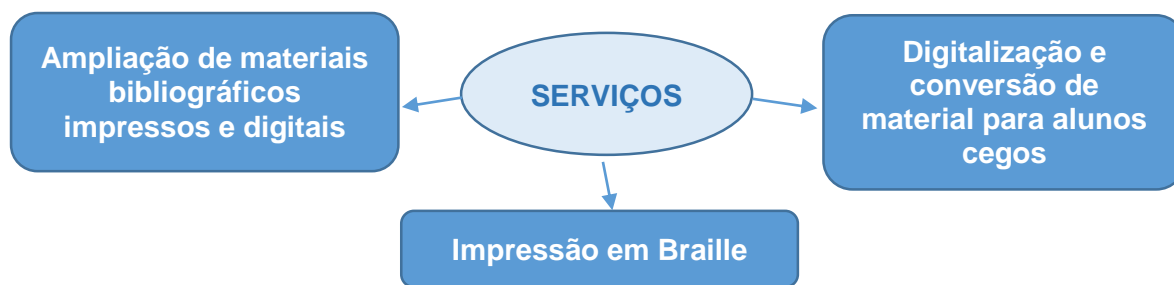 Ampliação de materiais
bibliográficos
impressos e digitais
SERVIÇOS
Digitalização e
conversão de
material para alunos
cegos
Impressão em Braille